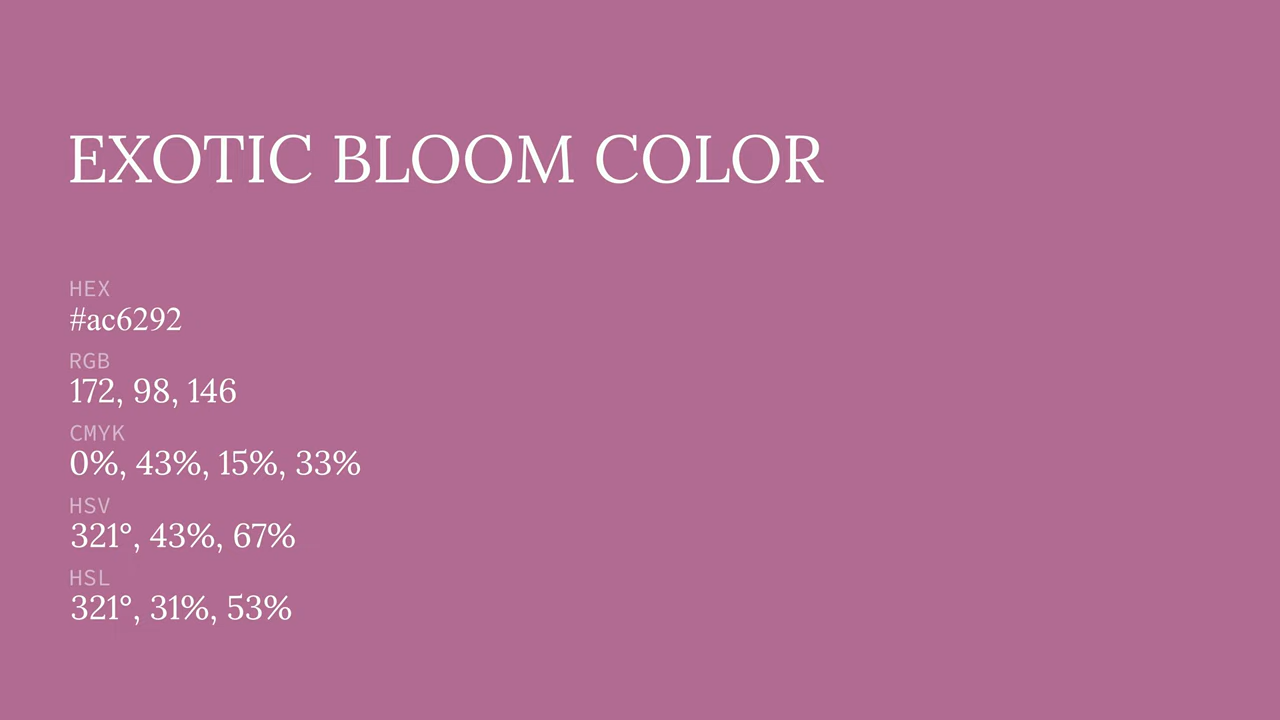 EXOTIC BLOOM COLOR
HEX
#ac6292
RGB
172, 98, 146
CMYK
0%, 43%, 15%, 33%
HSV
321°, 43%, 67%
HSL
321°, 31%, 53%